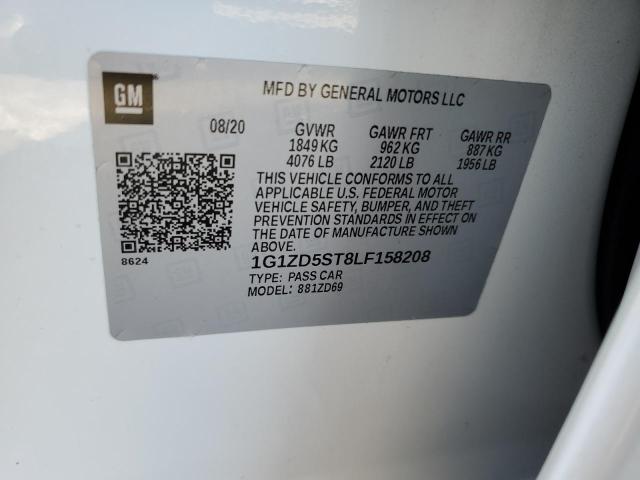 GM
MFD BY GENERAL MOTORS LLC
08/20 GVWR GAWR FRT GAWR RR
1849 KG 962 KG 887 KG
4076 LB 2120 LB 1956 LB
THIS VEHICLE CONFORMS TO ALL
APPLICABLE U.S. FEDERAL MOTOR
VEHICLE SAFETY, BUMPER, AND THEFT
PREVENTION STANDARDS IN EFFECT ON
THE DATE OF MANUFACTURE SHOWN
ABOVE.
8624
1G1ZD5ST8LF158208
TYPE: PASS CAR
MODEL: 881ZD69